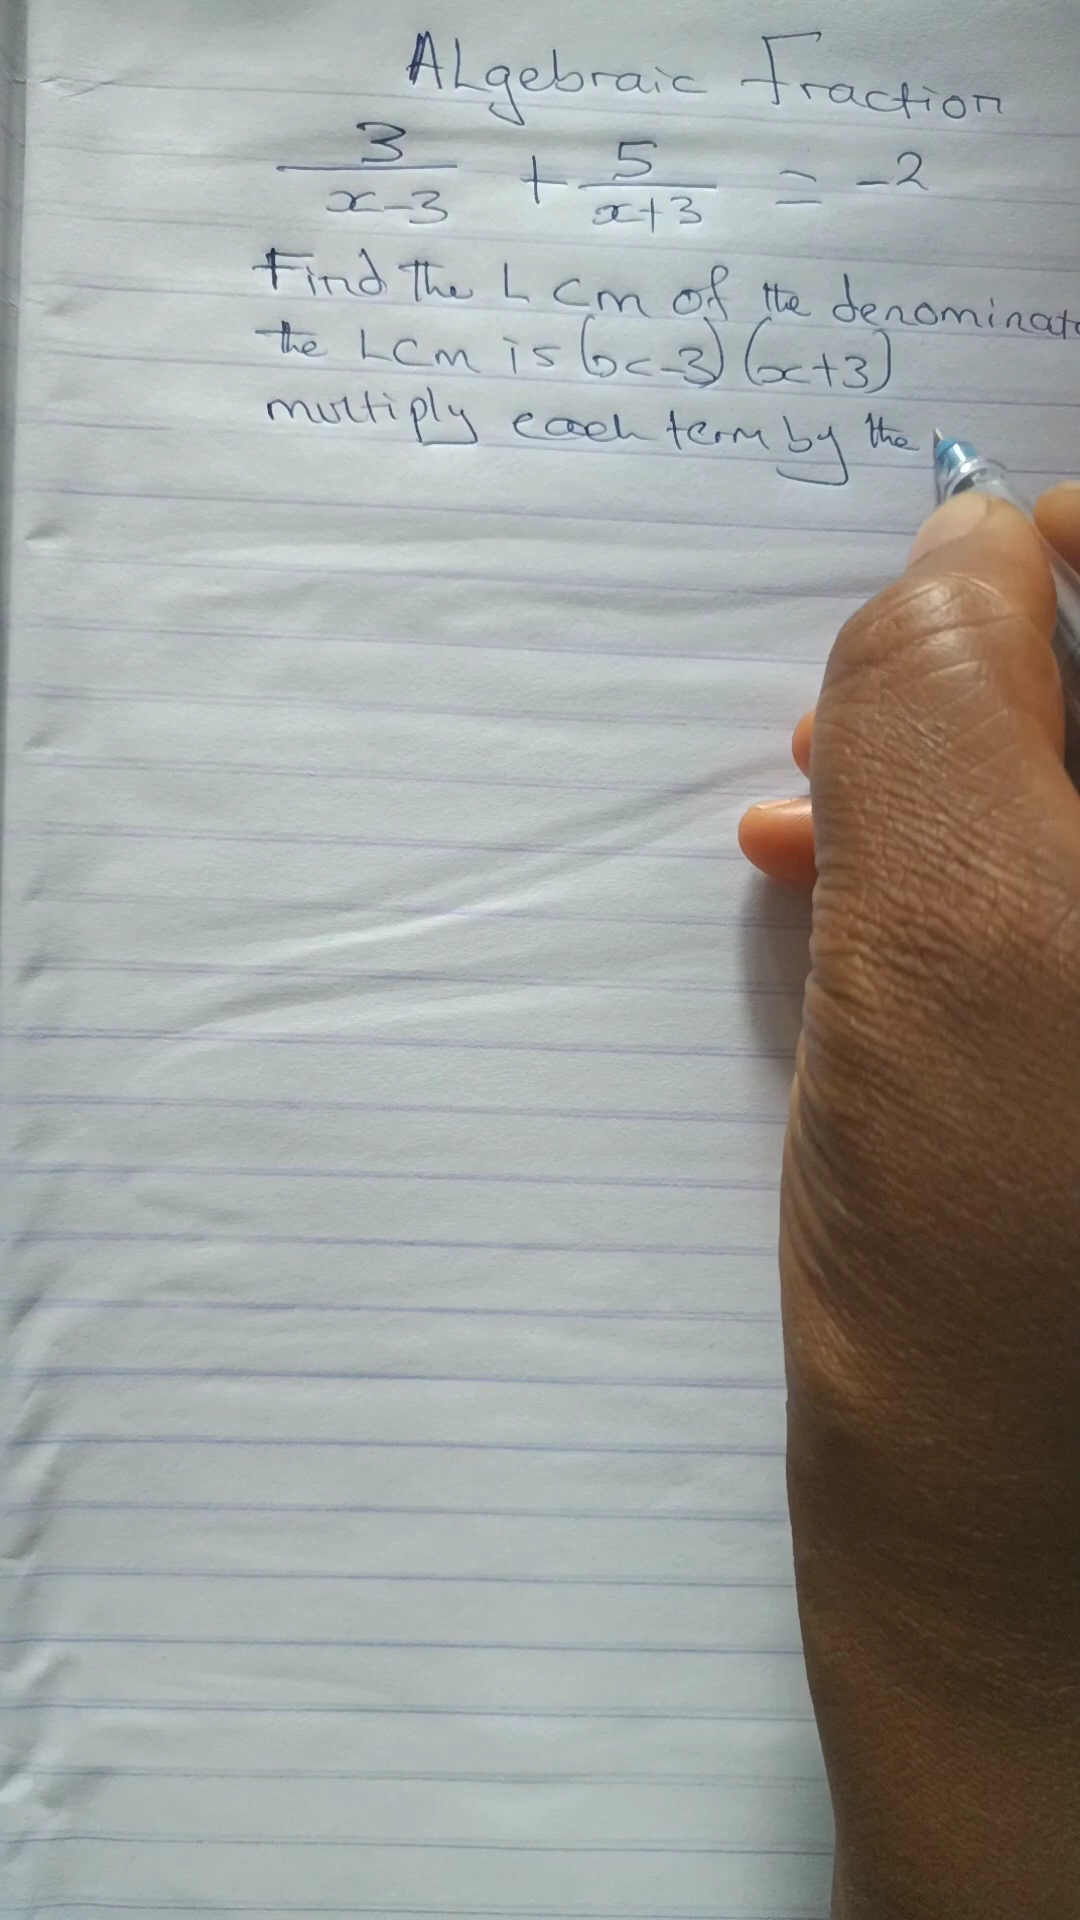 ALgebraic Fraction
3/(x-3) + 5/(x+3) = -2
Find the LCM of the denominato
the LCM is (x-3)(x+3)
multiply each term by the